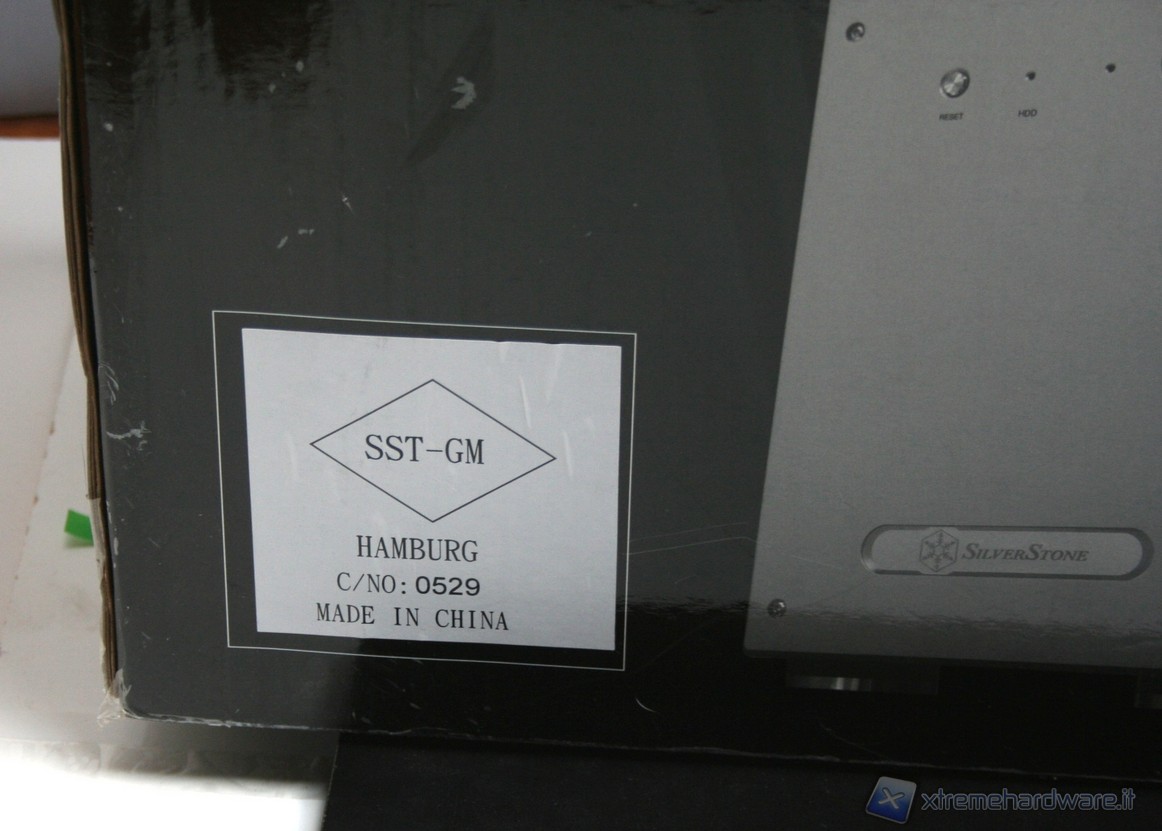 RESET HDD
SST-GM
HAMBURG
C/NO: 0529
MADE IN CHINA
SILVERSTONE
xtremehardware.it